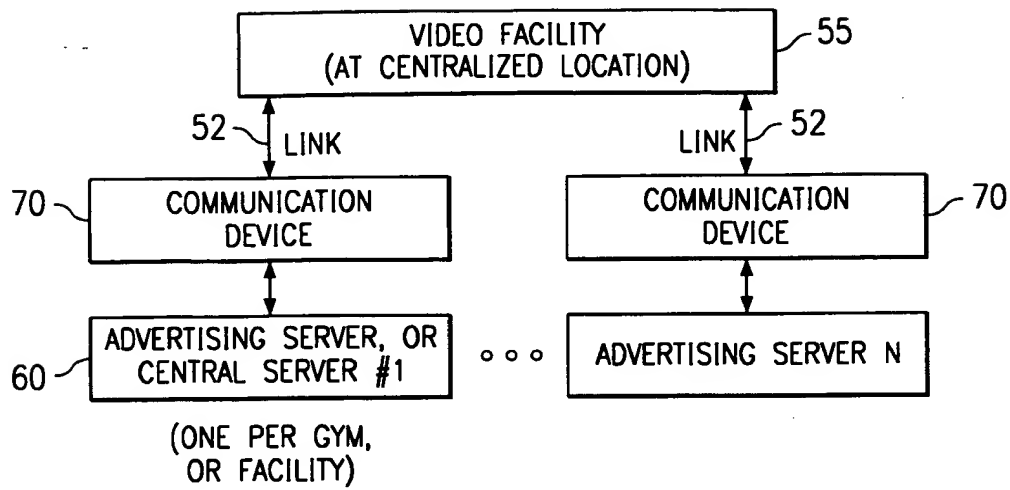 VIDEO FACILITY
(AT CENTRALIZED LOCATION)
55
52
LINK
LINK
52
70
COMMUNICATION
DEVICE
COMMUNICATION
DEVICE
70
60
ADVERTISING SERVER, OR
CENTRAL SERVER #1
o o o
ADVERTISING SERVER N
(ONE PER GYM,
OR FACILITY)